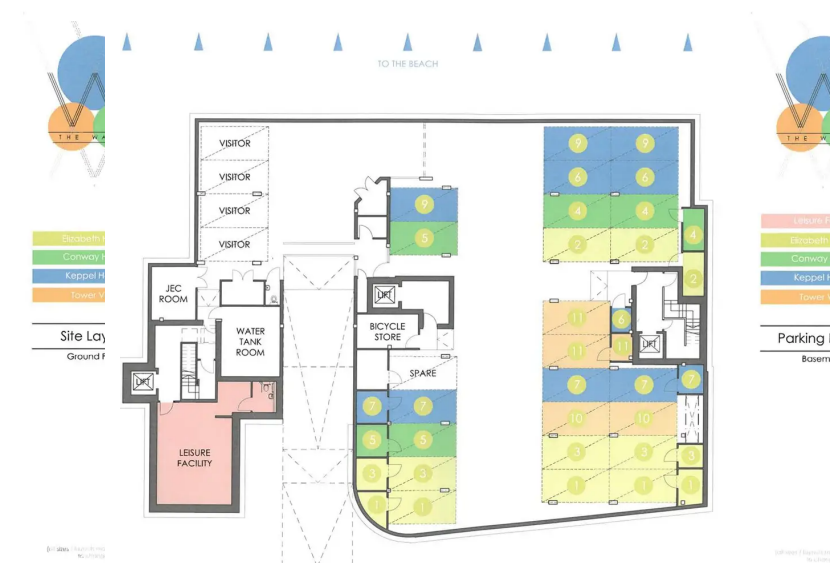 TO THE BEACH
THE WA
THE W
VISITOR
VISITOR
VISITOR
VISITOR
9
9
6
6
4
4
2
2
9
5
4
2
JEC
ROOM
WATER
TANK
ROOM
LIFT
BICYCLE
STORE
SPARE
LIFT
LEISURE
FACILITY
11
11
6
11
LIFT
7
7
7
10
10
3
3
3
1
1
1
7
7
5
5
3
3
1
1
Elizabeth
Conway H
Keppel H
Tower V
Site Lay
Ground F
Leisure F
Elizabeth
Conway
Keppel H
Tower
Parking
Basem